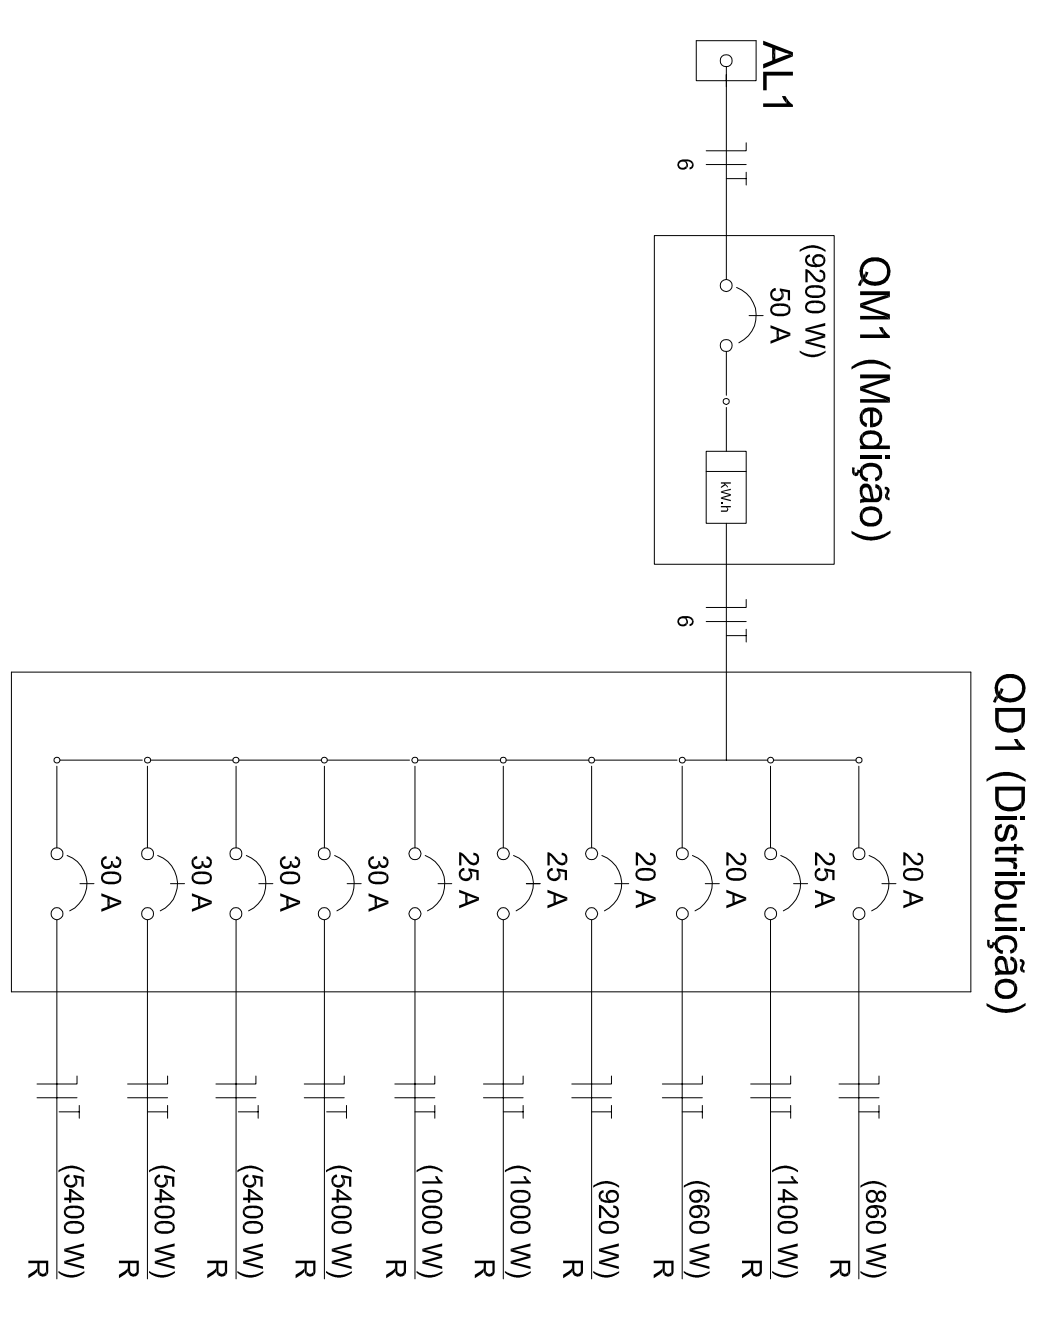 AL1
6
QM1 (Medição)
(9200 W)
50 A
kW.h
6
QD1 (Distribuição)
20 A
(860 W)
R
25 A
(1400 W)
R
20 A
(660 W)
R
20 A
(920 W)
R
25 A
(1000 W)
R
25 A
(1000 W)
R
30 A
(5400 W)
R
30 A
(5400 W)
R
30 A
(5400 W)
R
30 A
(5400 W)
R